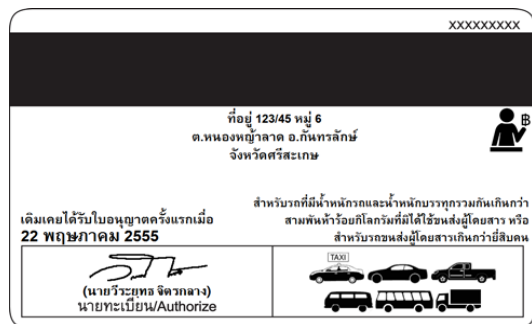 XXXXXXXXX
ที่อยู่ 123/45 หมู่ 6
ต.หนองหญ้าลาด อ.กันทรลักษ์
จังหวัดศรีสะเกษ
฿
สำหรับรถที่มีน้ำหนักรถและน้ำหนักบรรทุกรวมกันเกินกว่า
สามพันห้าร้อยกิโลกรัมที่มิได้ใช้ขนส่งผู้โดยสาร หรือ
สำหรับรถขนส่งผู้โดยสารเกินกว่ายี่สิบคน
เดิมเคยได้รับใบอนุญาตครั้งแรกเมื่อ
22 พฤษภาคม 2555
(นายวีระยุทธ จิตรกลาง)
นายทะเบียน/Authorize
TAXI